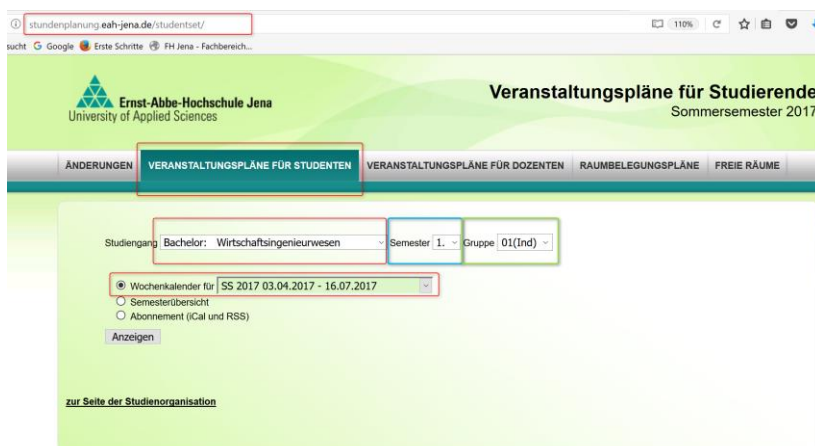 stundenplanung.eah-jena.de/studentset/
110%
sucht Google Erste Schritte FH Jena - Fachbereich...
Ernst-Abbe-Hochschule Jena
University of Applied Sciences
Veranstaltungspläne für Studierende
Sommersemester 2017
ÄNDERUNGEN VERANSTALTUNGSPLÄNE FÜR STUDENTEN VERANSTALTUNGSPLÄNE FÜR DOZENTEN RAUMBELEGUNGSPLÄNE FREIE RÄUME
Studiengang Bachelor: Wirtschaftsingenieurwesen Semester 1. Gruppe 01(Ind)
Wochenkalender für SS 2017 03.04.2017 - 16.07.2017
Semesterübersicht
Abonnement (iCal und RSS)
Anzeigen
zur Seite der Studienorganisation